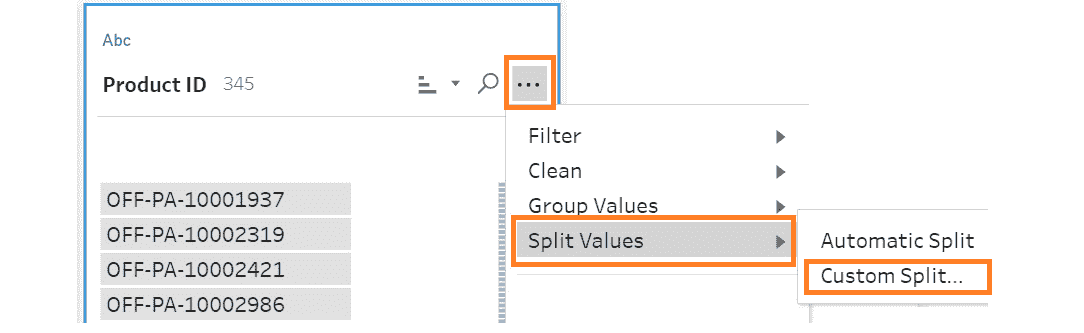 Abc
Product ID 345 ...
Filter
Clean
Group Values
Split Values
Automatic Split
Custom Split...
OFF-PA-10001937
OFF-PA-10002319
OFF-PA-10002421
OFF-PA-10002986